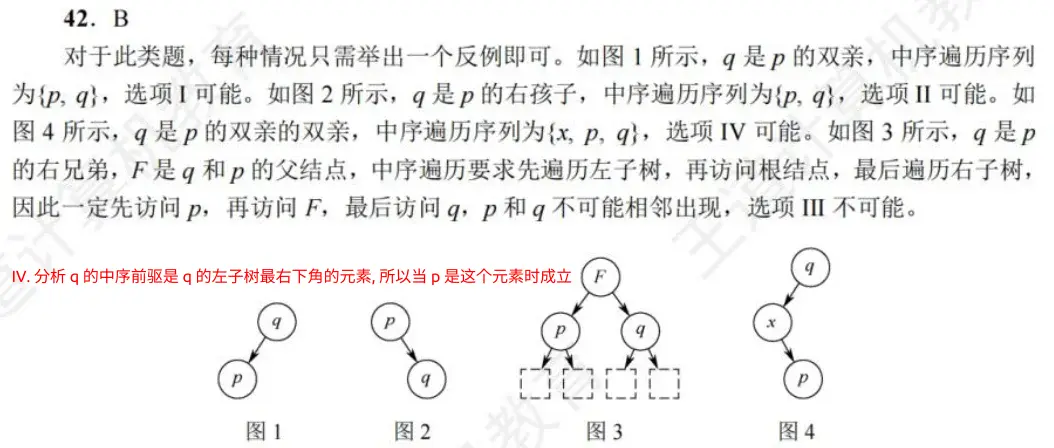 42. B
对于此类题，每种情况只需举出一个反例即可。如图 1 所示，q 是 p 的双亲，中序遍历序列
为{p, q}，选项 I 可能。如图 2 所示，q 是 p 的右孩子，中序遍历序列为{p, q}，选项 II 可能。如
图 4 所示，q 是 p 的双亲的双亲，中序遍历序列为{x, p, q}，选项 IV 可能。如图 3 所示，q 是 p
的右兄弟，F 是 q 和 p 的父结点，中序遍历要求先遍历左子树，再访问根结点，最后遍历右子树，
因此一定先访问 p，再访问 F，最后访问 q，p 和 q 不可能相邻出现，选项 III 不可能。
IV. 分析 q 的中序前驱是 q 的左子树最右下角的元素, 所以当 p 是这个元素时成立
q
p
图 1
p
q
图 2
F
p
q
图 3
q
x
p
图 4
王道计算机教育